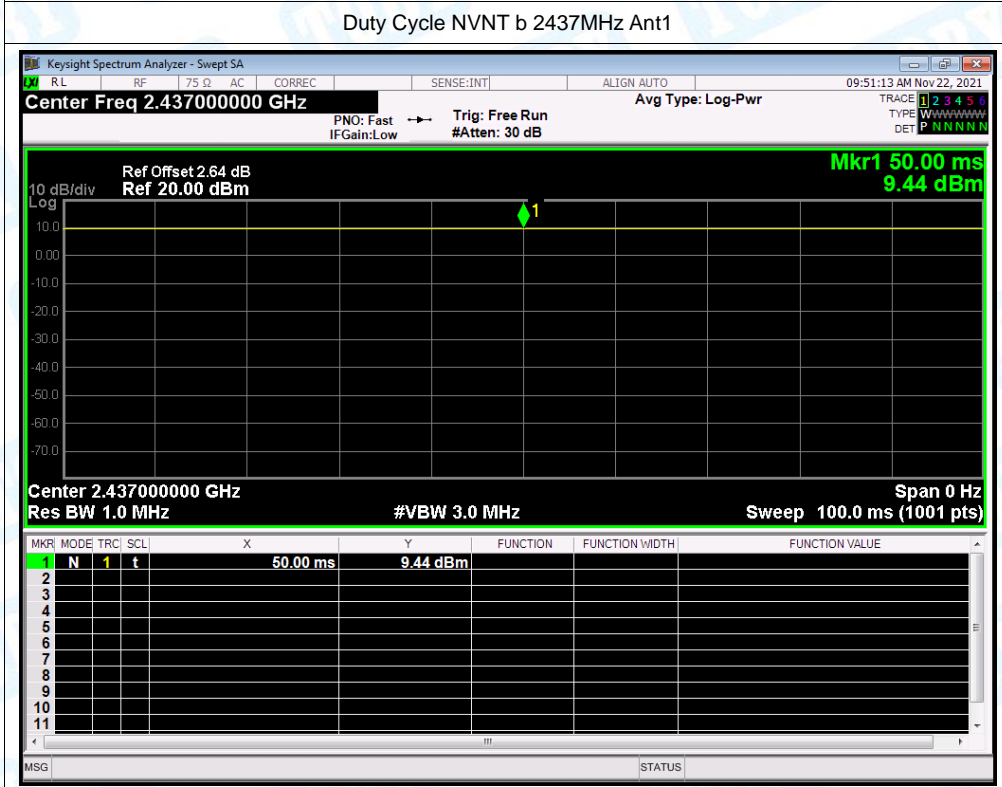 Duty Cycle NVNT b 2437MHz Ant1
Keysight Spectrum Analyzer - Swept SA
LXI RL RF 75 Ω AC CORREC SENSE:INT ALIGN AUTO 09:51:13 AM Nov 22, 2021
Center Freq 2.437000000 GHz Avg Type: Log-Pwr TRACE 1 2 3 4 5 6
PNO: Fast Trig: Free Run TYPE WWWWWWW
IFGain:Low #Atten: 30 dB DET P N N N N N
Mkr1 50.00 ms
9.44 dBm
Ref Offset 2.64 dB
10 dB/div Ref 20.00 dBm
Log
1
10.0
0.00
-10.0
-20.0
-30.0
-40.0
-50.0
-60.0
-70.0
Center 2.437000000 GHz Span 0 Hz
Res BW 1.0 MHz #VBW 3.0 MHz Sweep 100.0 ms (1001 pts)
MKR MODE TRC SCL X Y FUNCTION FUNCTION WIDTH FUNCTION VALUE
1 N 1 t 50.00 ms 9.44 dBm
2
3
4
5
6
7
8
9
10
11
MSG STATUS